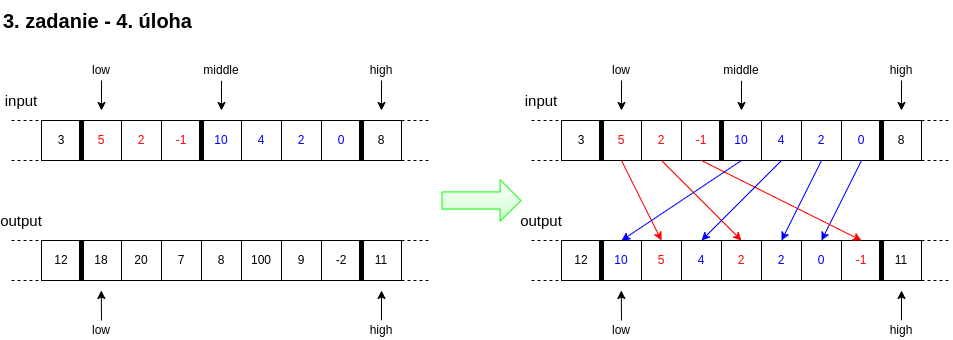 3. zadanie - 4. úloha
low middle high low middle high
input input
3 5 2 -1 10 4 2 0 8 3 5 2 -1 10 4 2 0 8
output output
12 18 20 7 8 100 9 -2 11 12 10 5 4 2 2 0 -1 11
low high low high